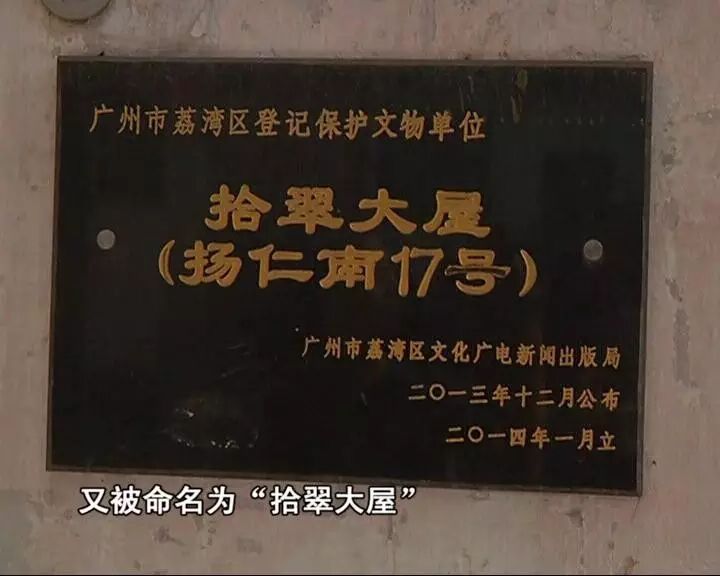 广州市荔湾区登记保护文物单位
拾翠大屋
(扬仁南17号)
广州市荔湾区文化广电新闻出版局
二〇一三年十二月公布
二〇一四年一月立
又被命名为“拾翠大屋”